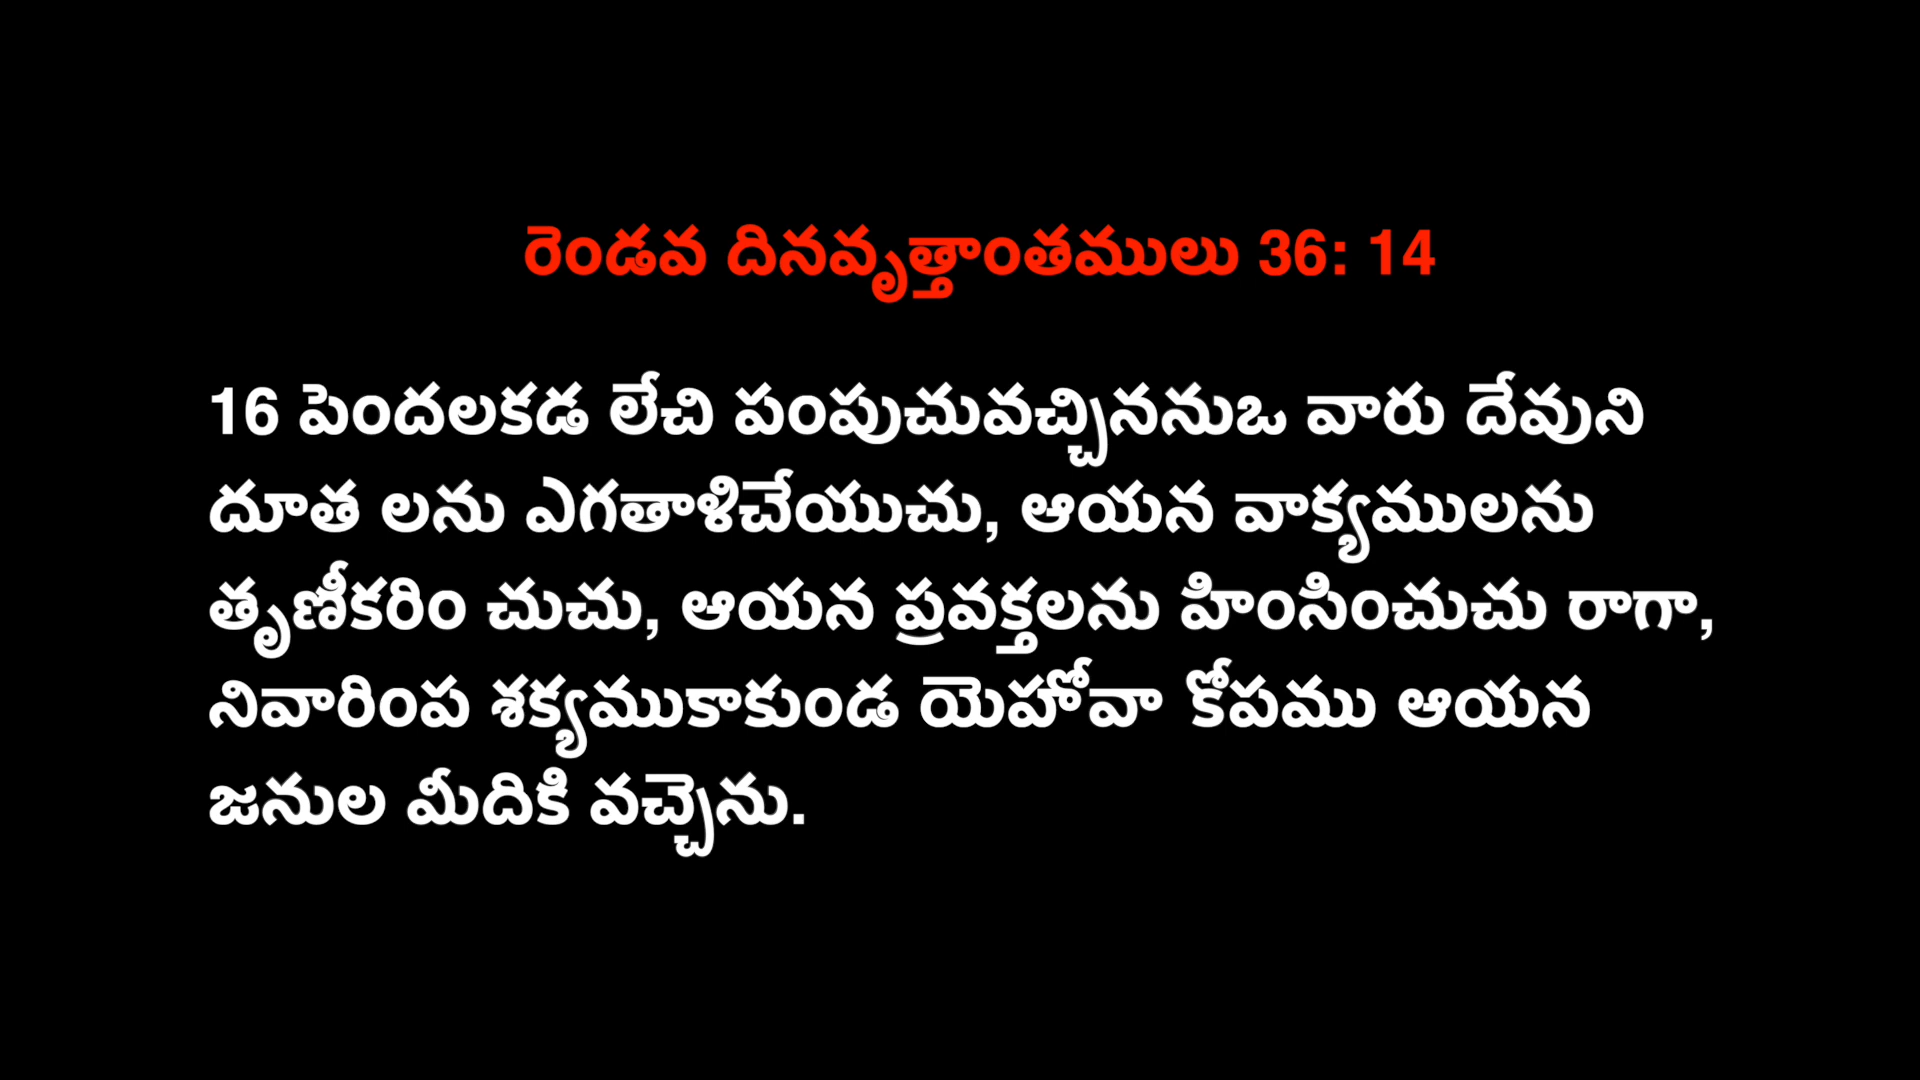 రెండవ దినవృత్తాంతములు 36: 14
16 పెందలకడ లేచి పంపుచువచ్చిననుఒ వారు దేవుని
దూత లను ఎగతాళిచేయుచు, ఆయన వాక్యములను
తృణీకరిం చుచు, ఆయన ప్రవక్తలను హింసించుచు రాగా,
నివారింప శక్యముకాకుండ యెహోవా కోపము ఆయన
జనుల మీదికి వచ్చెను.